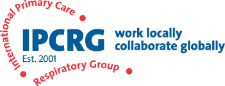 International Primary Care
IPCRG
Est. 2001
Respiratory Group
work locally
collaborate globally